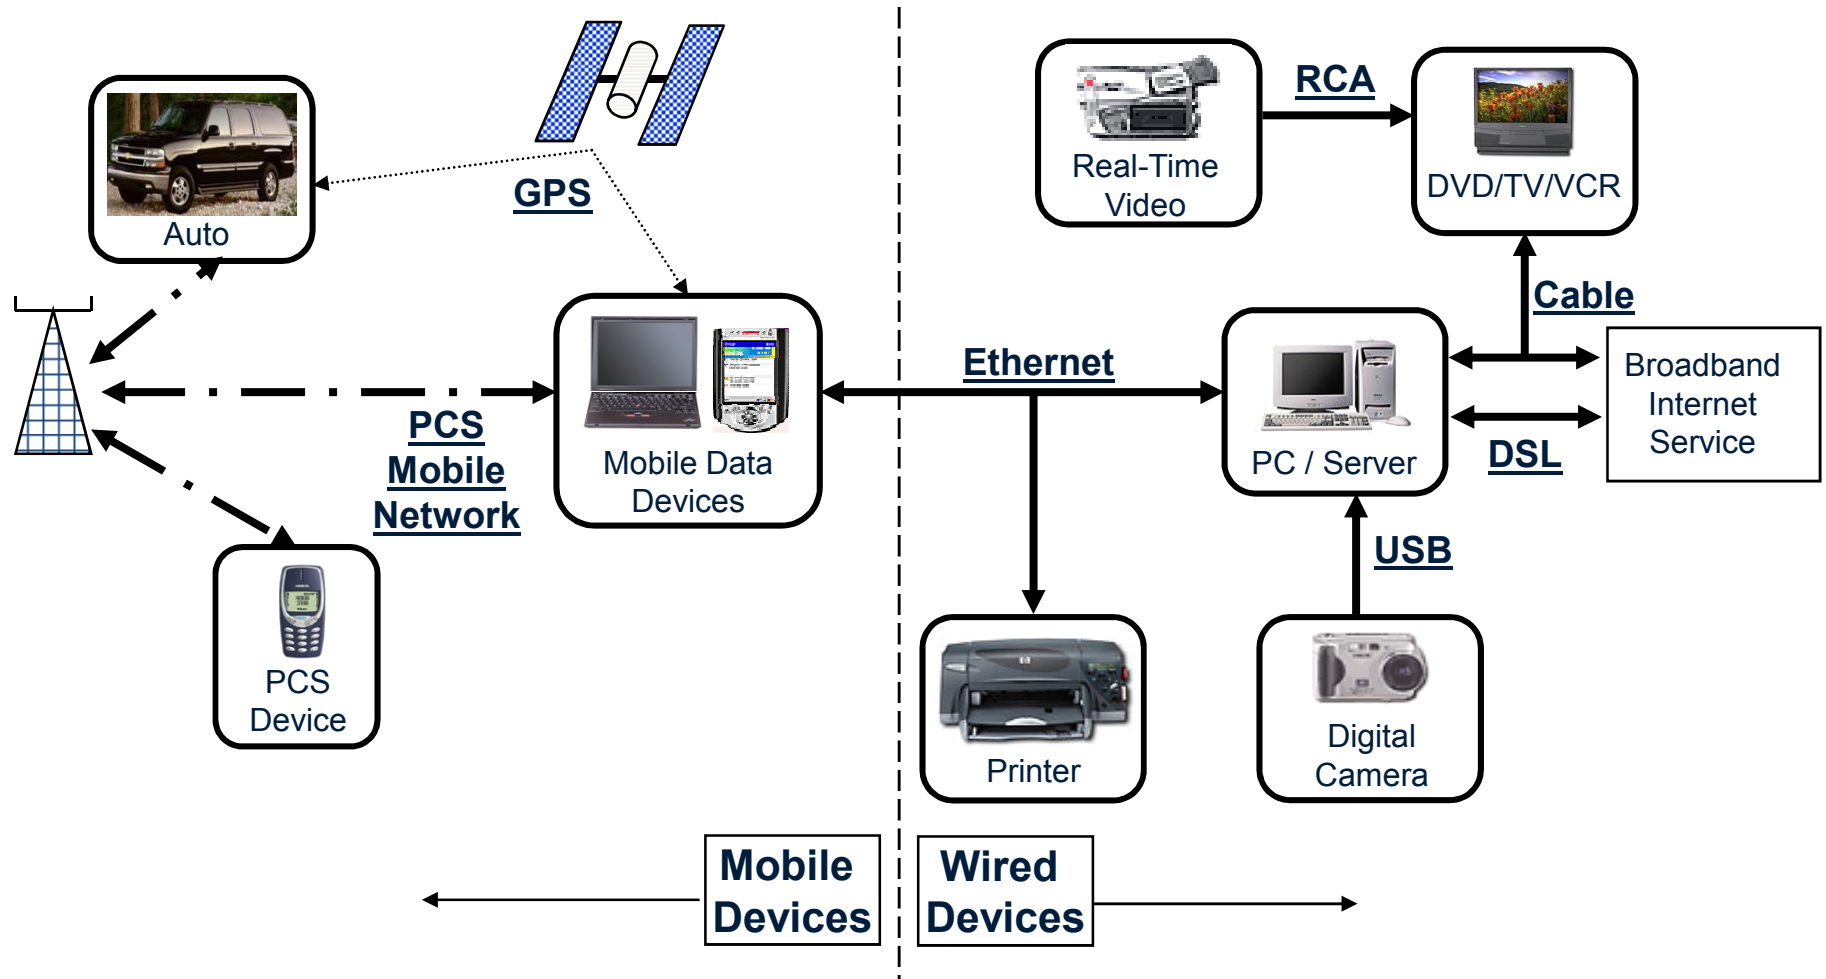 Auto
GPS
PCS
Mobile
Network
Mobile Data
Devices
PCS
Device
Real-Time
Video
RCA
DVD/TV/VCR
Cable
Ethernet
PC / Server
Broadband
Internet
Service
DSL
USB
Printer
Digital
Camera
Mobile
Devices
Wired
Devices